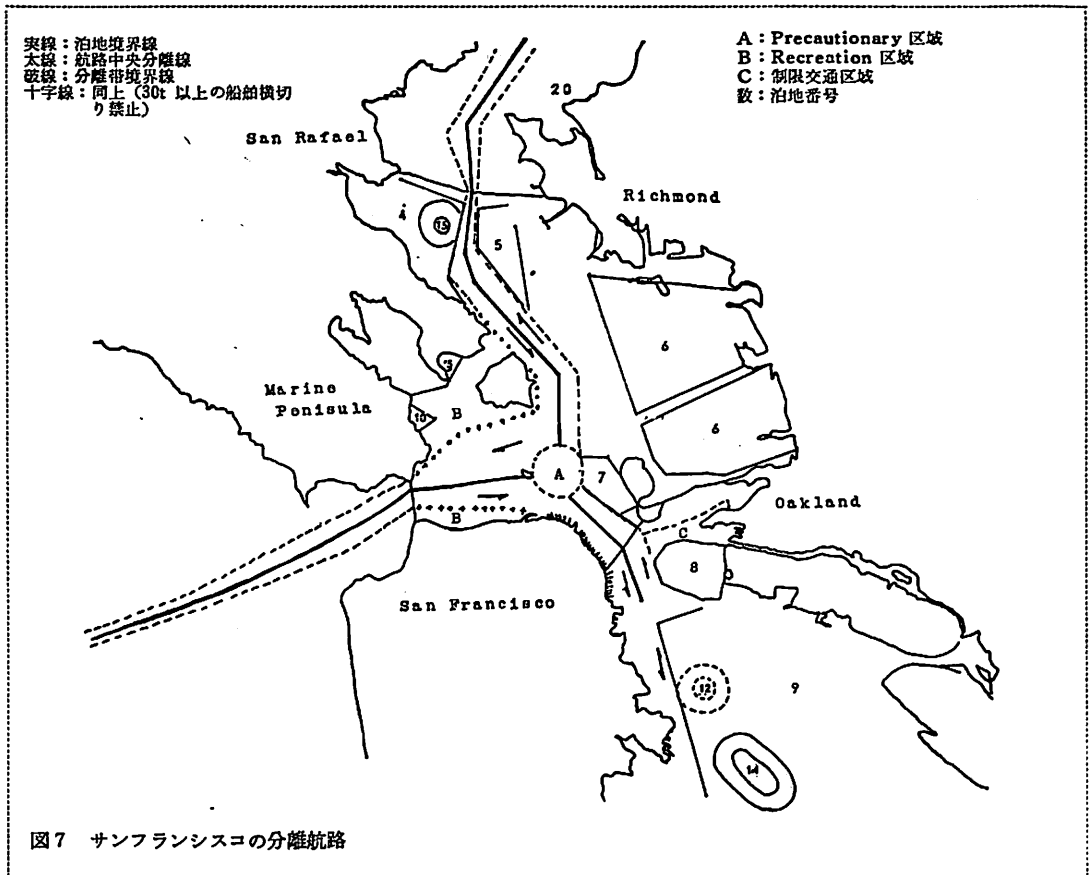 実線：泊地境界線
太線：航路中央分離線
破線：分離帯境界線
十字線：同上（30t 以上の船舶横切
り禁止）
A：Precautionary 区域
B：Recreation 区域
C：制限交通区域
数：泊地番号
20
San Rafael
Richmond
4
15
5
6
3
Marine
Penisula
10
B
6
A
7
Oakland
B
C
8
San Francisco
12
9
14
図7　サンフランシスコの分離航路